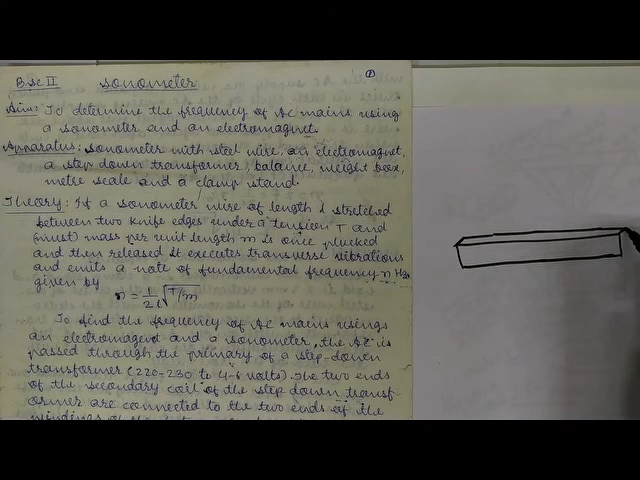 B.Sc II sonometer ①
Aim: To determine the frequency of AC mains using
a sonometer and an electromagnet.
Apparatus: sonometer with steel wire, an electromagnet,
a step down transformer, balance, weight box,
metre scale and a clamp stand.
Theory: If a sonometer wire of length l stretched
between two knife edges under a tension T and
mass per unit length m is once plucked
and then released it executes transverse vibrations
and emits a note of fundamental frequency n Hz
given by
n = 1/2l √T/m
To find the frequency of AC mains usings
an electromagent and a sonometer, the AC is
passed through the primary of a step-down
transformer (220-230 to 4-6 volts). The two ends
of the secondary coil of the step down transf-
ormer are connected to the two ends of the
windings of the